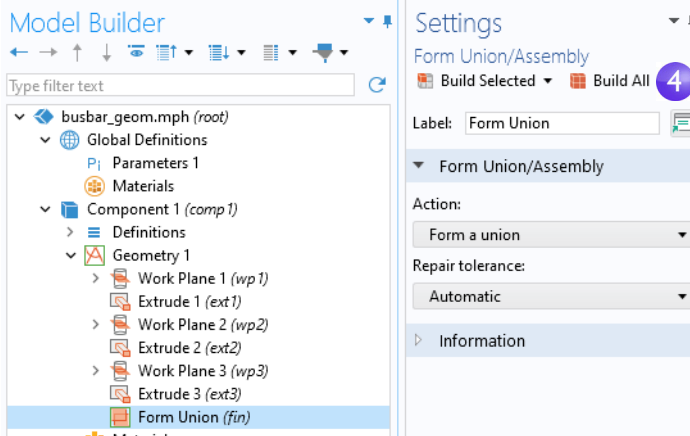 Model Builder
Type filter text
busbar_geom.mph (root)
Global Definitions
Pi Parameters 1
Materials
Component 1 (comp1)
Definitions
Geometry 1
Work Plane 1 (wp1)
Extrude 1 (ext1)
Work Plane 2 (wp2)
Extrude 2 (ext2)
Work Plane 3 (wp3)
Extrude 3 (ext3)
Form Union (fin)
Settings
Form Union/Assembly
Build Selected Build All 4
Label: Form Union
Form Union/Assembly
Action:
Form a union
Repair tolerance:
Automatic
Information